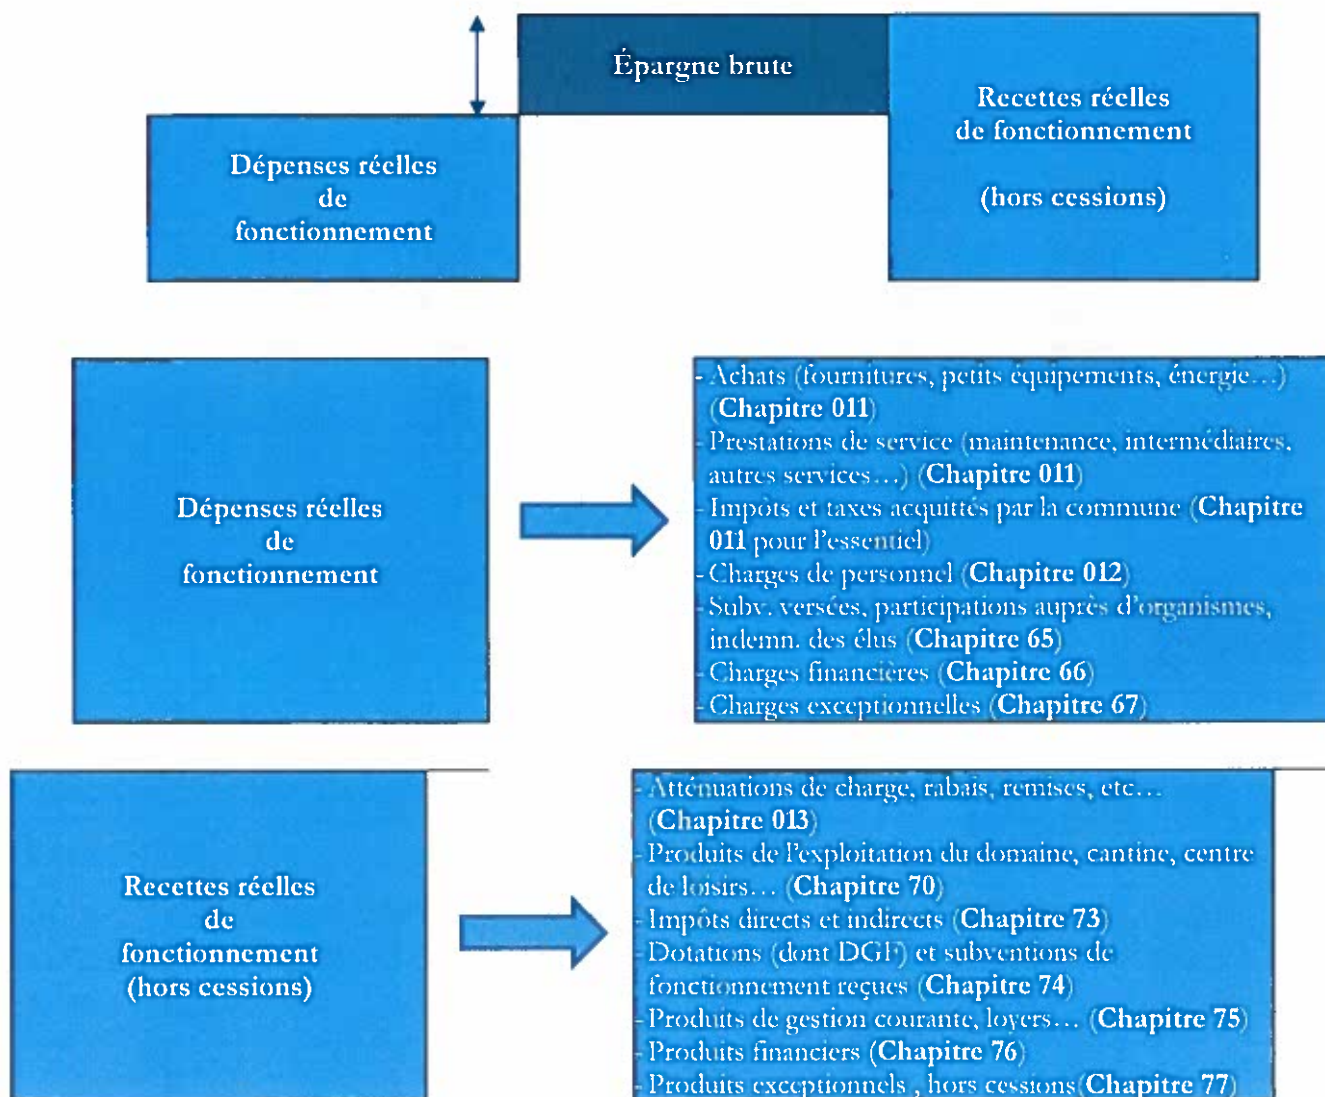 Épargne brute
Recettes réelles
de fonctionnement
(hors cessions)
Dépenses réelles
de
fonctionnement
Dépenses réelles
de
fonctionnement
- Achats (fournitures, petits équipements, énergie…)
(Chapitre 011)
- Prestations de service (maintenance, intermédiaires,
autres services…) (Chapitre 011)
- Impôts et taxes acquittés par la commune (Chapitre
011 pour l'essentiel)
- Charges de personnel (Chapitre 012)
- Subv. versées, participations auprès d'organismes,
indemn. des élus (Chapitre 65)
- Charges financières (Chapitre 66)
- Charges exceptionnelles (Chapitre 67)
Recettes réelles
de
fonctionnement
(hors cessions)
- Atténuations de charge, rabais, remises, etc…
(Chapitre 013)
- Produits de l'exploitation du domaine, cantine, centre
de loisirs… (Chapitre 70)
- Impôts directs et indirects (Chapitre 73)
- Dotations (dont DGF) et subventions de
fonctionnement reçues (Chapitre 74)
- Produits de gestion courante, loyers… (Chapitre 75)
- Produits financiers (Chapitre 76)
- Produits exceptionnels , hors cessions(Chapitre 77)